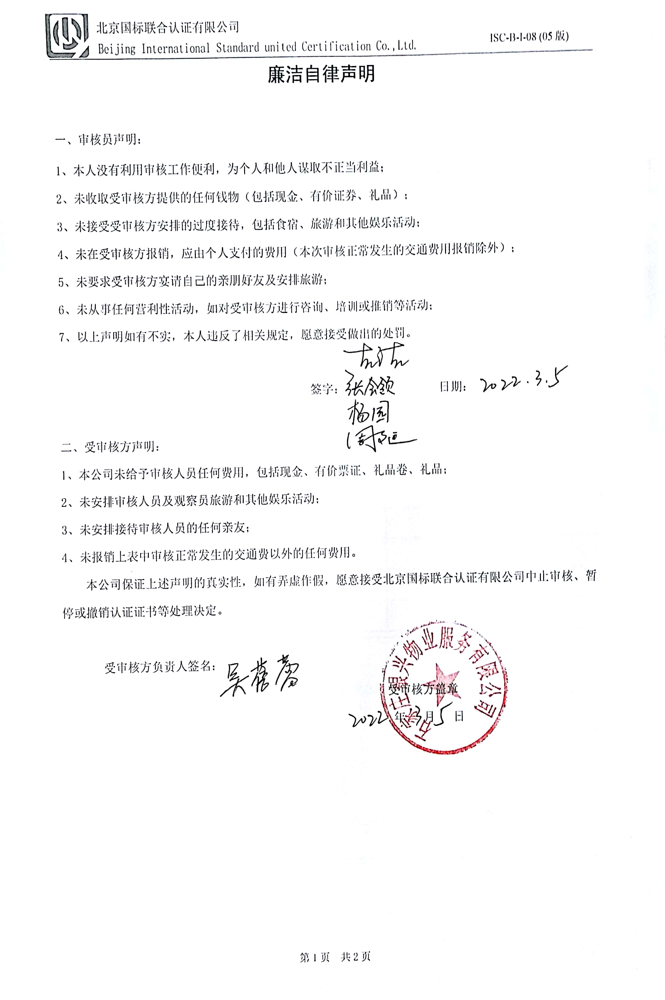 北京国标联合认证有限公司
Beijing International Standard united Certification Co.,Ltd.
ISC-B-I-08(05版)
廉洁自律声明
一、审核员声明：
1、本人没有利用审核工作便利，为个人和他人谋取不正当利益；
2、未收取受审核方提供的任何钱物（包括现金、有价证券、礼品）；
3、未接受受审核方安排的过度接待，包括食宿、旅游和其他娱乐活动；
4、未在受审核方报销，应由个人支付的费用（本次审核正常发生的交通费用报销除外）；
5、未要求受审核方宴请自己的亲朋好友及安排旅游；
6、未从事任何营利性活动，如对受审核方进行咨询、培训或推销等活动；
7、以上声明如有不实，本人违反了相关规定，愿意接受做出的处罚。
签字： 日期：2022.3.5
杨园
二、受审核方声明：
1、本公司未给予审核人员任何费用，包括现金、有价票证、礼品卷、礼品；
2、未安排审核人员及观察员旅游和其他娱乐活动；
3、未安排接待审核人员的任何亲友；
4、未报销上表中审核正常发生的交通费以外的任何费用。
本公司保证上述声明的真实性，如有弄虚作假，愿意接受北京国标联合认证有限公司中止审核、暂
停或撤销认证证书等处理决定。
受审核方负责人签名：吴蓓蕾
石家庄银兴物业服务有限公司
受审核方盖章
2022年3月5日
第1页 共2页